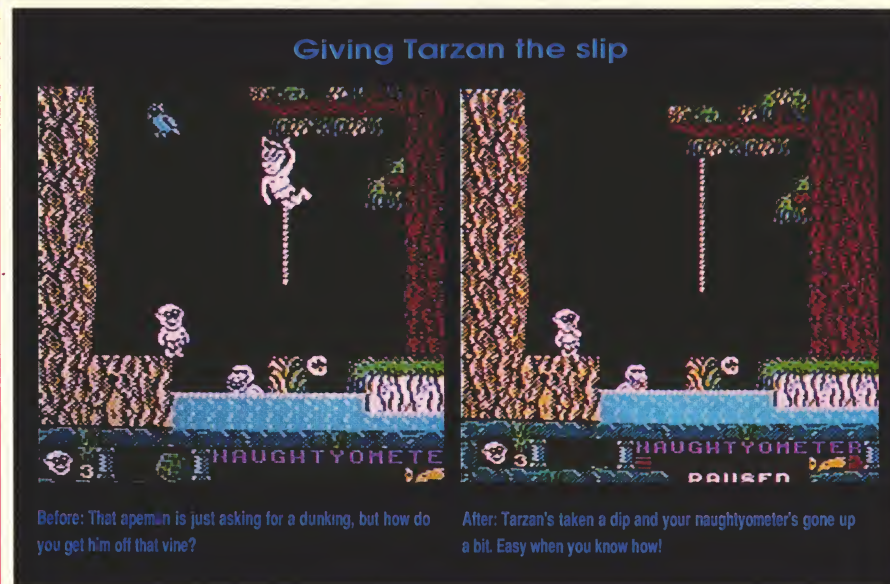 Giving Tarzan the slip
3
NAUGHTYOMETE
3
NAUGHTYOMETER
PAUSED
Before: That apeman is just asking for a dunking, but how do
you get him off that vine?
After: Tarzan's taken a dip and your naughtyometer's gone up
a bit. Easy when you know how!